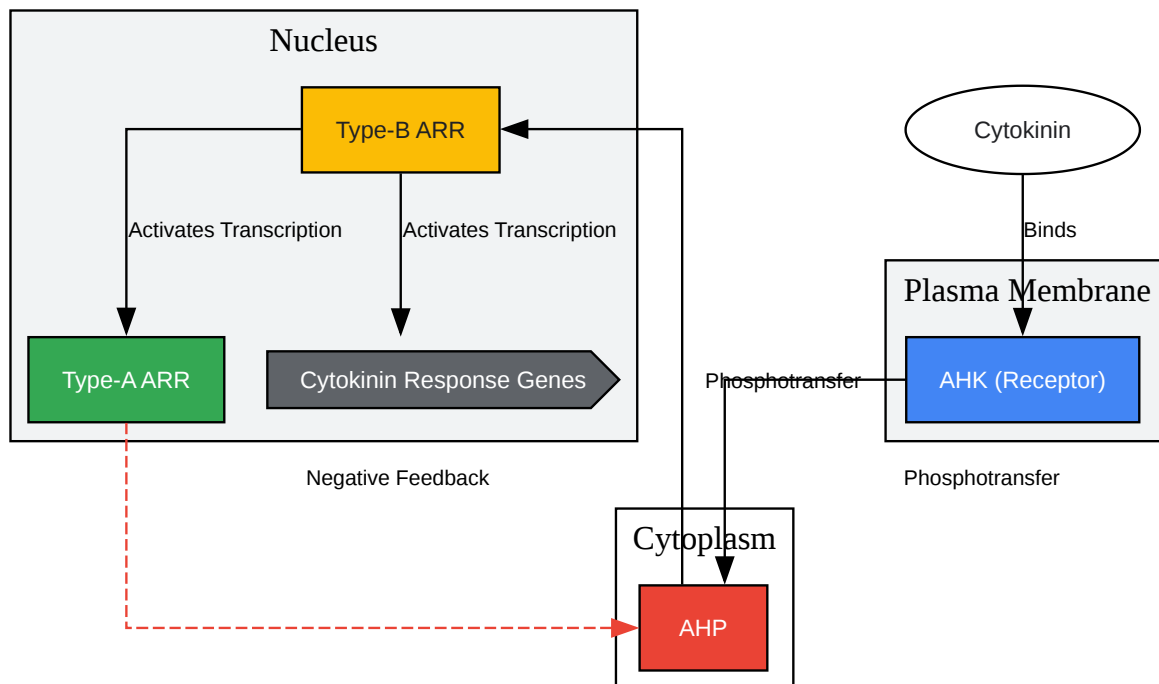 Nucleus
Type-B ARR
Cytokinin
Activates Transcription
Activates Transcription
Binds
Plasma Membrane
Type-A ARR
Cytokinin Response Genes
Phosphotransfer
AHK (Receptor)
Negative Feedback
Phosphotransfer
Cytoplasm
AHP